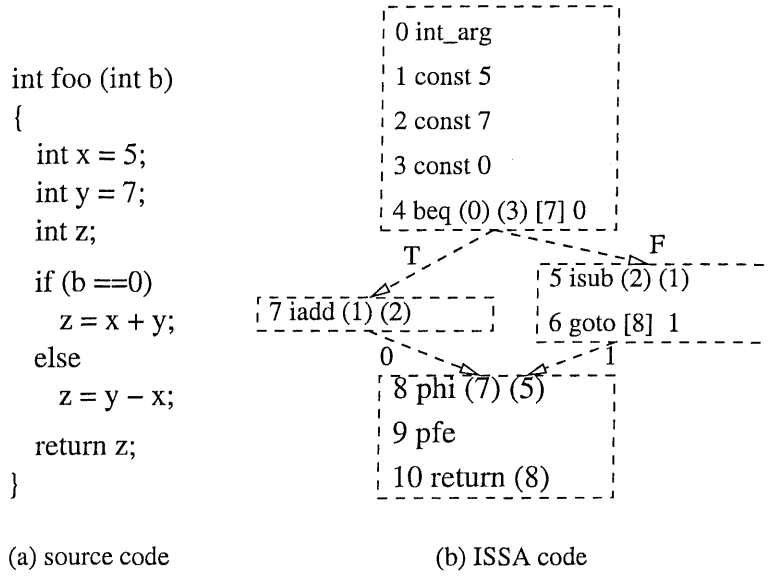 int foo (int b)
{
int x = 5;
int y = 7;
int z;
if (b ==0)
z = x + y;
else
z = y − x;
return z;
}
(a) source code
0 int_arg
1 const 5
2 const 7
3 const 0
4 beq (0) (3) [7] 0
T
F
7 iadd (1) (2)
5 isub (2) (1)
6 goto [8] 1
0
1
8 phi (7) (5)
9 pfe
10 return (8)
(b) ISSA code